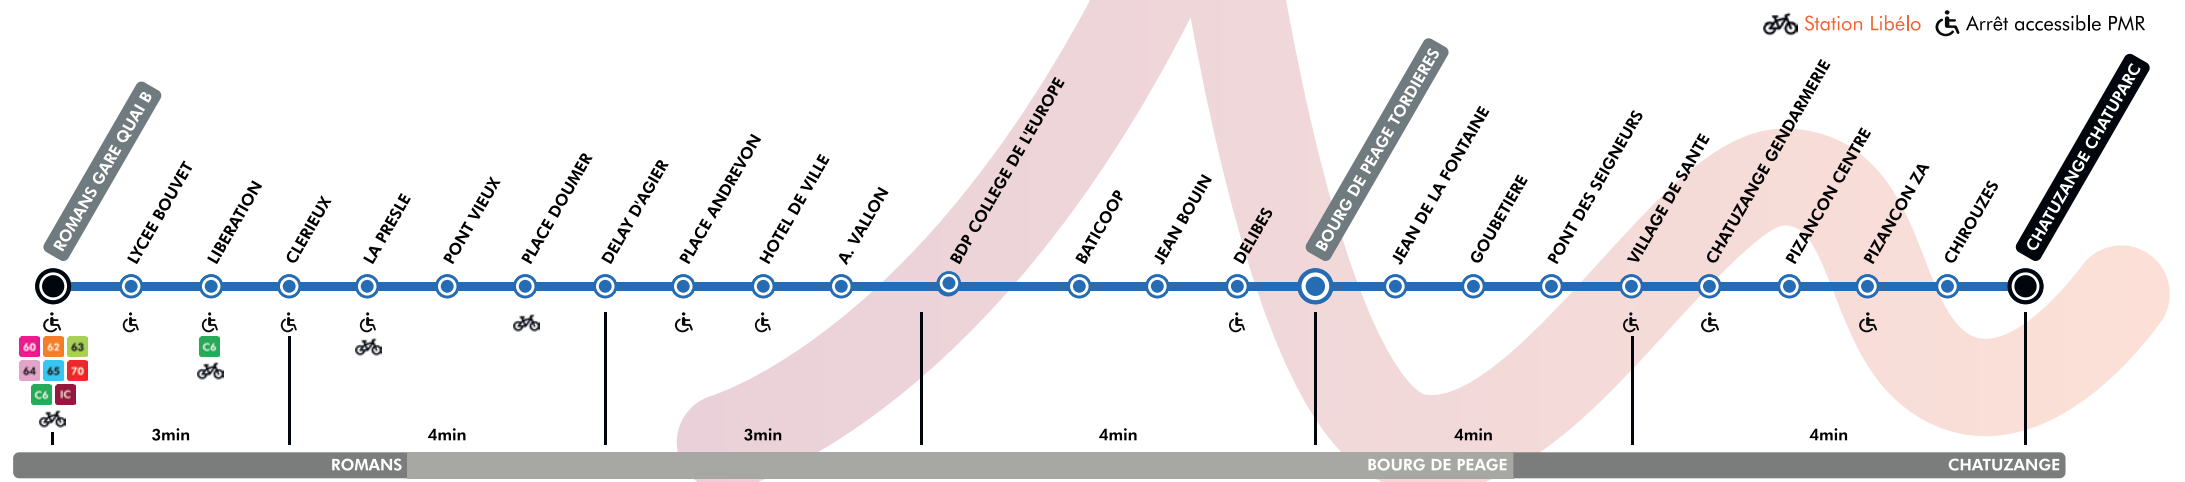 Station Libélo
Arrêt accessible PMR
ROMANS GARE QUAI B
LYCEE BOUVET
LIBERATION
CLERIEUX
LA PRESLE
PONT VIEUX
PLACE DOUMER
DELAY D'AGIER
PLACE ANDREVON
HOTEL DE VILLE
A. VALLON
BDP COLLEGE DE L'EUROPE
BATICOOP
JEAN BOUIN
DELIBES
BOURG DE PEAGE TORDIERES
JEAN DE LA FONTAINE
GOUBETIERE
PONT DES SEIGNEURS
VILLAGE DE SANTE
CHATUZANGE GENDARMERIE
PIZANCON CENTRE
PIZANCON ZA
CHIROUZES
CHATUZANGE CHATUPARC
60 62 63
64 65 70
C6 IC
C6
3min
4min
3min
4min
4min
4min
ROMANS
BOURG DE PEAGE
CHATUZANGE